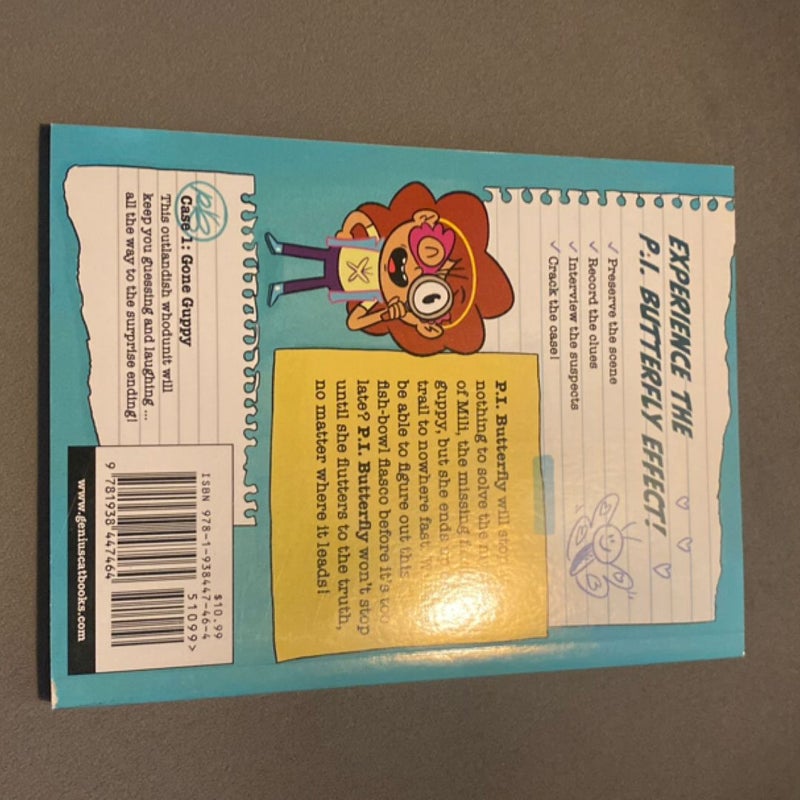 EXPERIENCE THE
P.I. BUTTERFLY EFFECT!
✓ Preserve the scene
✓ Record the clues
✓ Interview the suspects
✓ Crack the case!
P.I. Butterfly will stop
nothing to solve the
of Mili, the missing
guppy, but she ends
trail to nowhere fast.
be able to figure out this
fish-bowl fiasco before it's too
late? P.I. Butterfly won't stop
until she flutters to the truth,
no matter where it leads!
Case 1: Gone Guppy
This outlandish whodunit will
keep you guessing and laughing ...
all the way to the surprise ending!
$10.99
ISBN 978-1-938447-46-4
51099>
9 781938 447464
www.geniuscatbooks.com